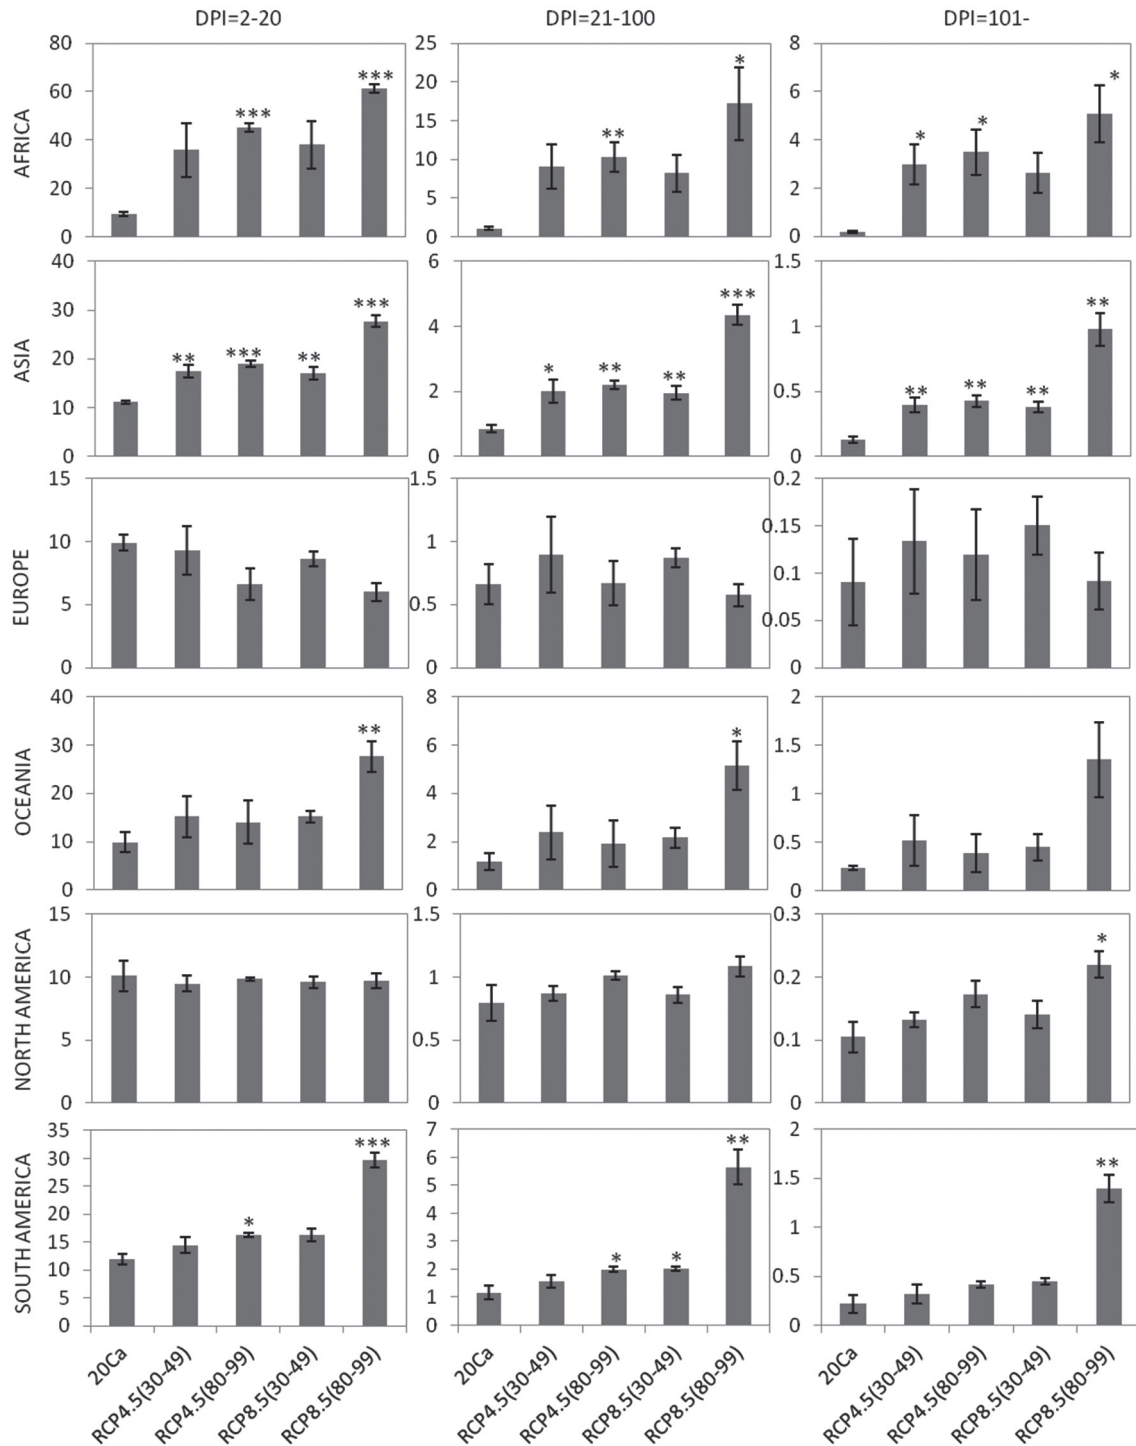 DPI=2-20 DPI=21-100 DPI=101-
AFRICA
80 25 8
*** * *
60 20 6
*** ** * *
15
40 10 4
20 5 2
0 0 0
ASIA
40 6 1.5
*** *** **
30 4 1
** *** ** * ** ** ** ** **
20
10 2 0.5
0 0 0
EUROPE
15 1.5 0.2
10 1 0.15
0.1
5 0.5 0.05
0 0 0
OCEANIA
40 8 2
** *
30 6 1.5
20 4 1
10 2 0.5
0 0 0
NORTH AMERICA
15 1.5 0.3
*
10 1 0.2
5 0.5 0.1
0 0 0
SOUTH AMERICA
35 7 2
*** ** **
30 6 1.5
25 5
20 4 1
* * *
15 3
10 2 0.5
5 1
0 0 0
20Ca RCP4.5(30-49) RCP4.5(80-99) RCP8.5(30-49) RCP8.5(80-99) 20Ca RCP4.5(30-49) RCP4.5(80-99) RCP8.5(30-49) RCP8.5(80-99) 20Ca RCP4.5(30-49) RCP4.5(80-99) RCP8.5(30-49) RCP8.5(80-99)